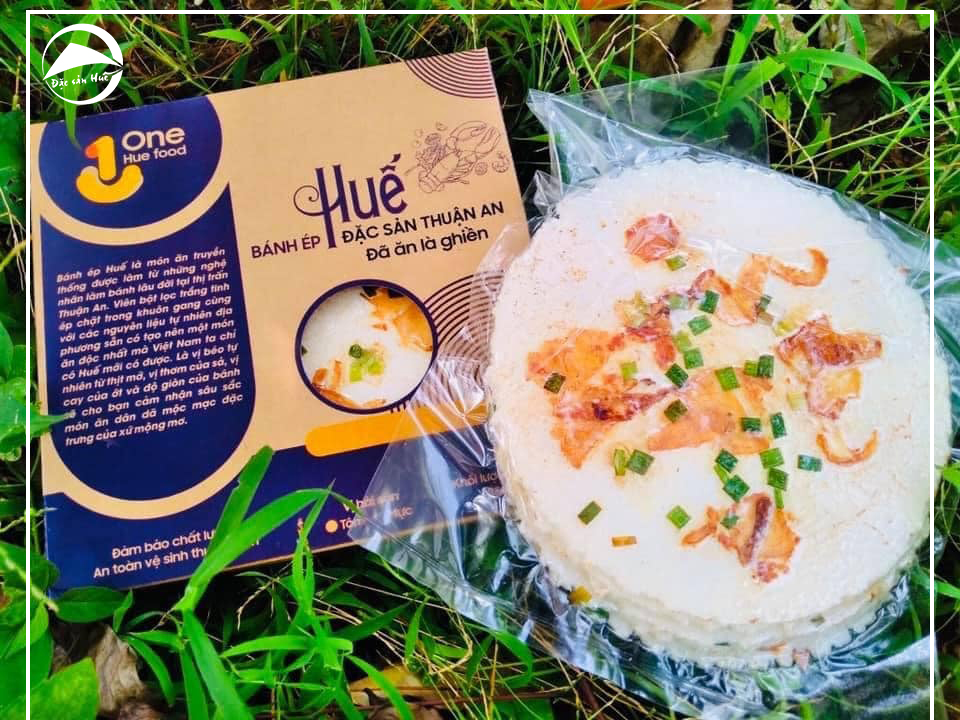 Đặc sản Huế
One
Hue food
Huế
BÁNH ÉP
ĐẶC SẢN THUẬN AN
Đã ăn là ghiền
Bánh ép Huế là món ăn truyền
thống được làm từ những nghệ
nhân làm bánh lâu đời tại thị trấn
Thuận An. Viên bột lọc trắng tinh
ép chặt trong khuôn gang cùng
với các nguyên liệu tự nhiên địa
phương sẵn có tạo nên một món
ăn độc nhất mà Việt Nam ta chỉ
có Huế mới có được. Là vị béo tự
nhiên từ thịt mỡ, vị thơm của sả, vị
cay của ớt và độ giòn của bánh
sẽ cho bạn cảm nhận sâu sắc
món ăn dân dã mộc mạc đặc
trưng của xứ mộng mơ.
Đảm bảo chất
An toàn vệ sinh
Khối